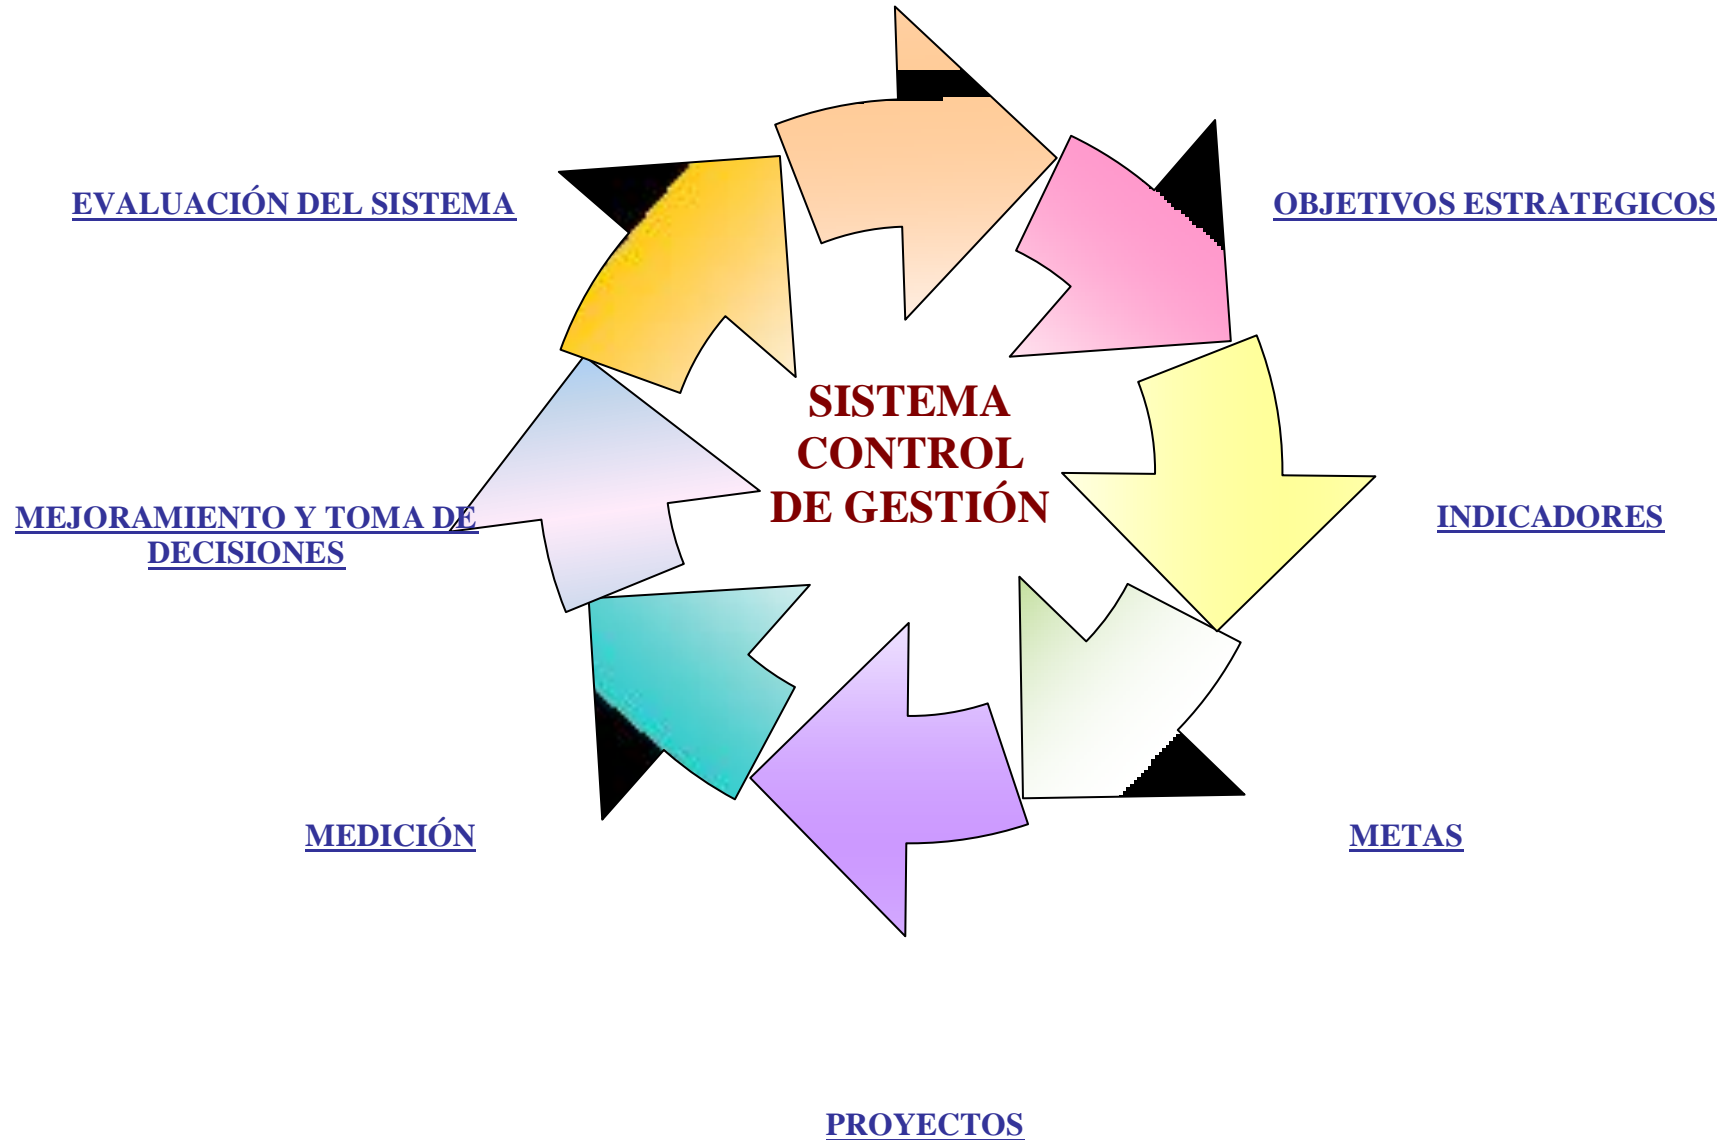 EVALUACIÓN DEL SISTEMA
OBJETIVOS ESTRATEGICOS
SISTEMA
CONTROL
DE GESTIÓN
MEJORAMIENTO Y TOMA DE
DECISIONES
INDICADORES
MEDICIÓN
METAS
PROYECTOS